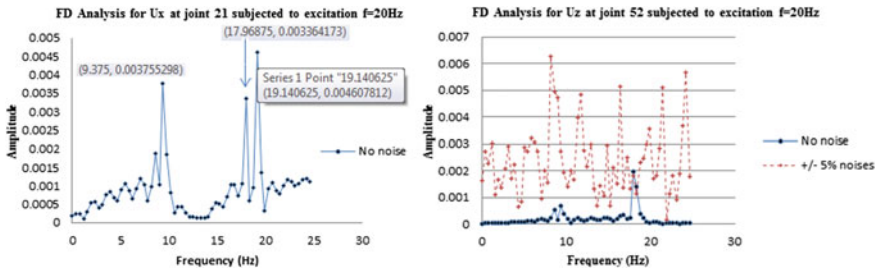 FD Analysis for Ux at joint 21 subjected to excitation f=20Hz
(17.96875, 0.003364173)
(9.375, 0.003755298)
Series 1 Point "19.140625"
(19.140625, 0.004607812)
Amplitude
0.005
0.0045
0.004
0.0035
0.003
0.0025
0.002
0.0015
0.001
0.0005
0
0 5 10 15 19 25 30
Frequency (Hz)
No noise
FD Analysis for Uz at joint 52 subjected to excitation f=20Hz
Amplitude
0.007
0.006
0.005
0.004
0.003
0.002
0.001
0
0 10 20 30
Frequency (Hz)
No noise
+/- 5% noises